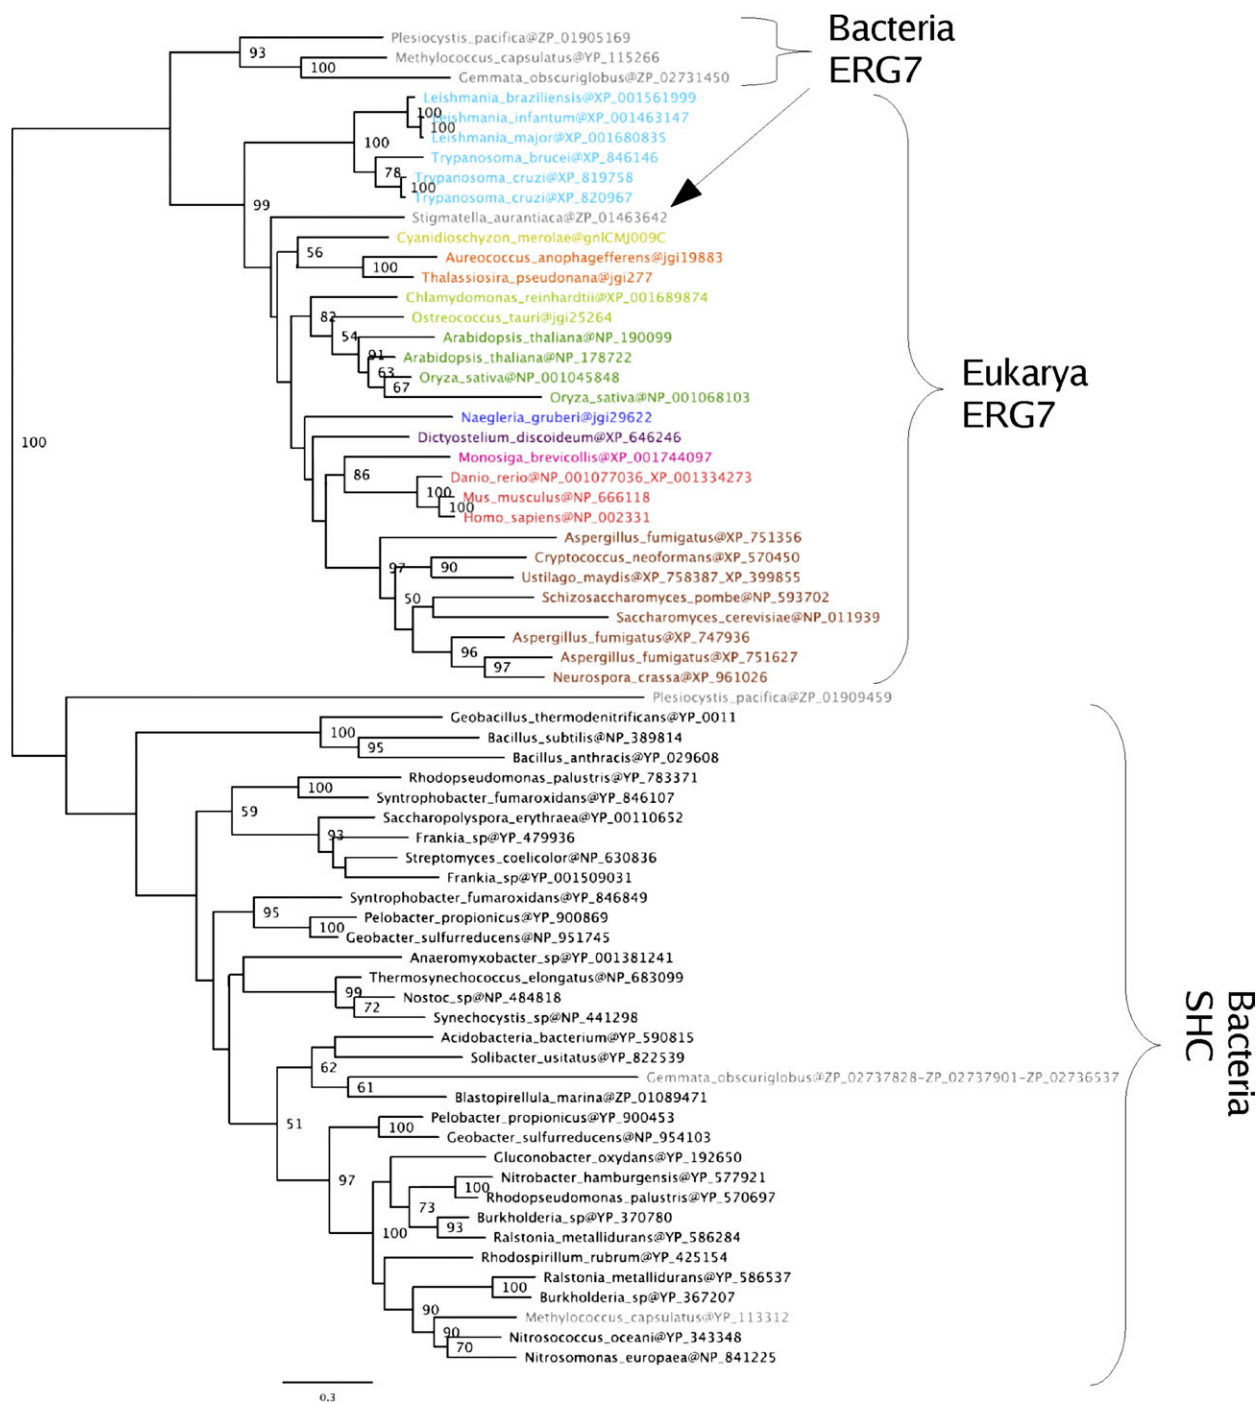 Bacteria
ERG7
Plesiocystis_pacifica@ZP_01905169
93
Methylococcus_capsulatus@YP_115266
100
Gemmata_obscuriglobus@ZP_02731450
Leishmania_braziliensis@XP_001561999
100
Leishmania_infantum@XP_001463147
100
Leishmania_major@XP_001680835
100
Trypanosoma_brucei@XP_846146
78
Trypanosoma_cruzi@XP_819758
100
Trypanosoma_cruzi@XP_820967
99
Stigmatella_aurantiaca@ZP_01463642
Cyanidioschyzon_merolae@gnlCMJ009C
56
Aureococcus_anophagefferens@jgi19883
100
Thalassiosira_pseudonana@jgi277
Chlamydomonas_reinhardtii@XP_001689874
82
Ostreococcus_tauri@jgi25264
54
Arabidopsis_thaliana@NP_190099
91
Arabidopsis_thaliana@NP_178722
63
Oryza_sativa@NP_001045848
67
Oryza_sativa@NP_001068103
Eukarya
ERG7
Naegleria_gruberi@jgi29622
Dictyostelium_discoideum@XP_646246
100
Monosiga_brevicollis@XP_001744097
86
Danio_rerio@NP_001077036_XP_001334273
100
Mus_musculus@NP_666118
100
Homo_sapiens@NP_002331
Aspergillus_fumigatus@XP_751356
Cryptococcus_neoformans@XP_570450
97
90
Ustilago_maydis@XP_758387_XP_399855
Schizosaccharomyces_pombe@NP_593702
50
Saccharomyces_cerevisiae@NP_011939
Aspergillus_fumigatus@XP_747936
96
Aspergillus_fumigatus@XP_751627
97
Neurospora_crassa@XP_961026
Plesiocystis_pacifica@ZP_01909459
Geobacillus_thermodenitrificans@YP_0011
100
Bacillus_subtilis@NP_389814
95
Bacillus_anthracis@YP_029608
Rhodopseudomonas_palustris@YP_783371
100
Syntrophobacter_fumaroxidans@YP_846107
59
Saccharopolyspora_erythraea@YP_00110652
93
Frankia_sp@YP_479936
Streptomyces_coelicolor@NP_630836
Frankia_sp@YP_001509031
Syntrophobacter_fumaroxidans@YP_846849
95
Pelobacter_propionicus@YP_900869
100
Geobacter_sulfurreducens@NP_951745
Anaeromyxobacter_sp@YP_001381241
Thermosynechococcus_elongatus@NP_683099
99
Nostoc_sp@NP_484818
72
Synechocystis_sp@NP_441298
Bacteria
SHC
Acidobacteria_bacterium@YP_590815
Solibacter_usitatus@YP_822539
62
Gemmata_obscuriglobus@ZP_02737828-ZP_02737901-ZP_02736537
61
Blastopirellula_marina@ZP_01089471
51
Pelobacter_propionicus@YP_900453
100
Geobacter_sulfurreducens@NP_954103
Gluconobacter_oxydans@YP_192650
97
Nitrobacter_hamburgensis@YP_577921
100
Rhodopseudomonas_palustris@YP_570697
73
Burkholderia_sp@YP_370780
93
Ralstonia_metallidurans@YP_586284
100
Rhodospirillum_rubrum@YP_425154
Ralstonia_metallidurans@YP_586537
100
Burkholderia_sp@YP_367207
90
Methylococcus_capsulatus@YP_113312
90
Nitrosococcus_oceani@YP_343348
70
Nitrosomonas_europaea@NP_841225
0.3